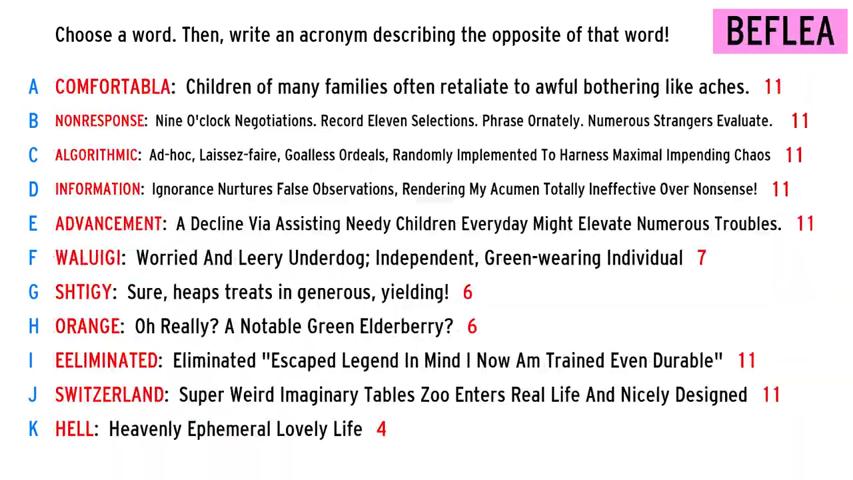 Choose a word. Then, write an acronym describing the opposite of that word!
BEFLEA
A COMFORTABLA: Children of many families often retaliate to awful bothering like aches. 11
B NONRESPONSE: Nine O'clock Negotiations. Record Eleven Selections. Phrase Ornately. Numerous Strangers Evaluate. 11
C ALGORITHMIC: Ad-hoc, Laissez-faire, Goalless Ordeals, Randomly Implemented To Harness Maximal Impending Chaos 11
D INFORMATION: Ignorance Nurtures False Observations, Rendering My Acumen Totally Ineffective Over Nonsense! 11
E ADVANCEMENT: A Decline Via Assisting Needy Children Everyday Might Elevate Numerous Troubles. 11
F WALUIGI: Worried And Leery Underdog; Independent, Green-wearing Individual 7
G SHTIGY: Sure, heaps treats in generous, yielding! 6
H ORANGE: Oh Really? A Notable Green Elderberry? 6
I EELIMINATED: Eliminated "Escaped Legend In Mind I Now Am Trained Even Durable" 11
J SWITZERLAND: Super Weird Imaginary Tables Zoo Enters Real Life And Nicely Designed 11
K HELL: Heavenly Ephemeral Lovely Life 4